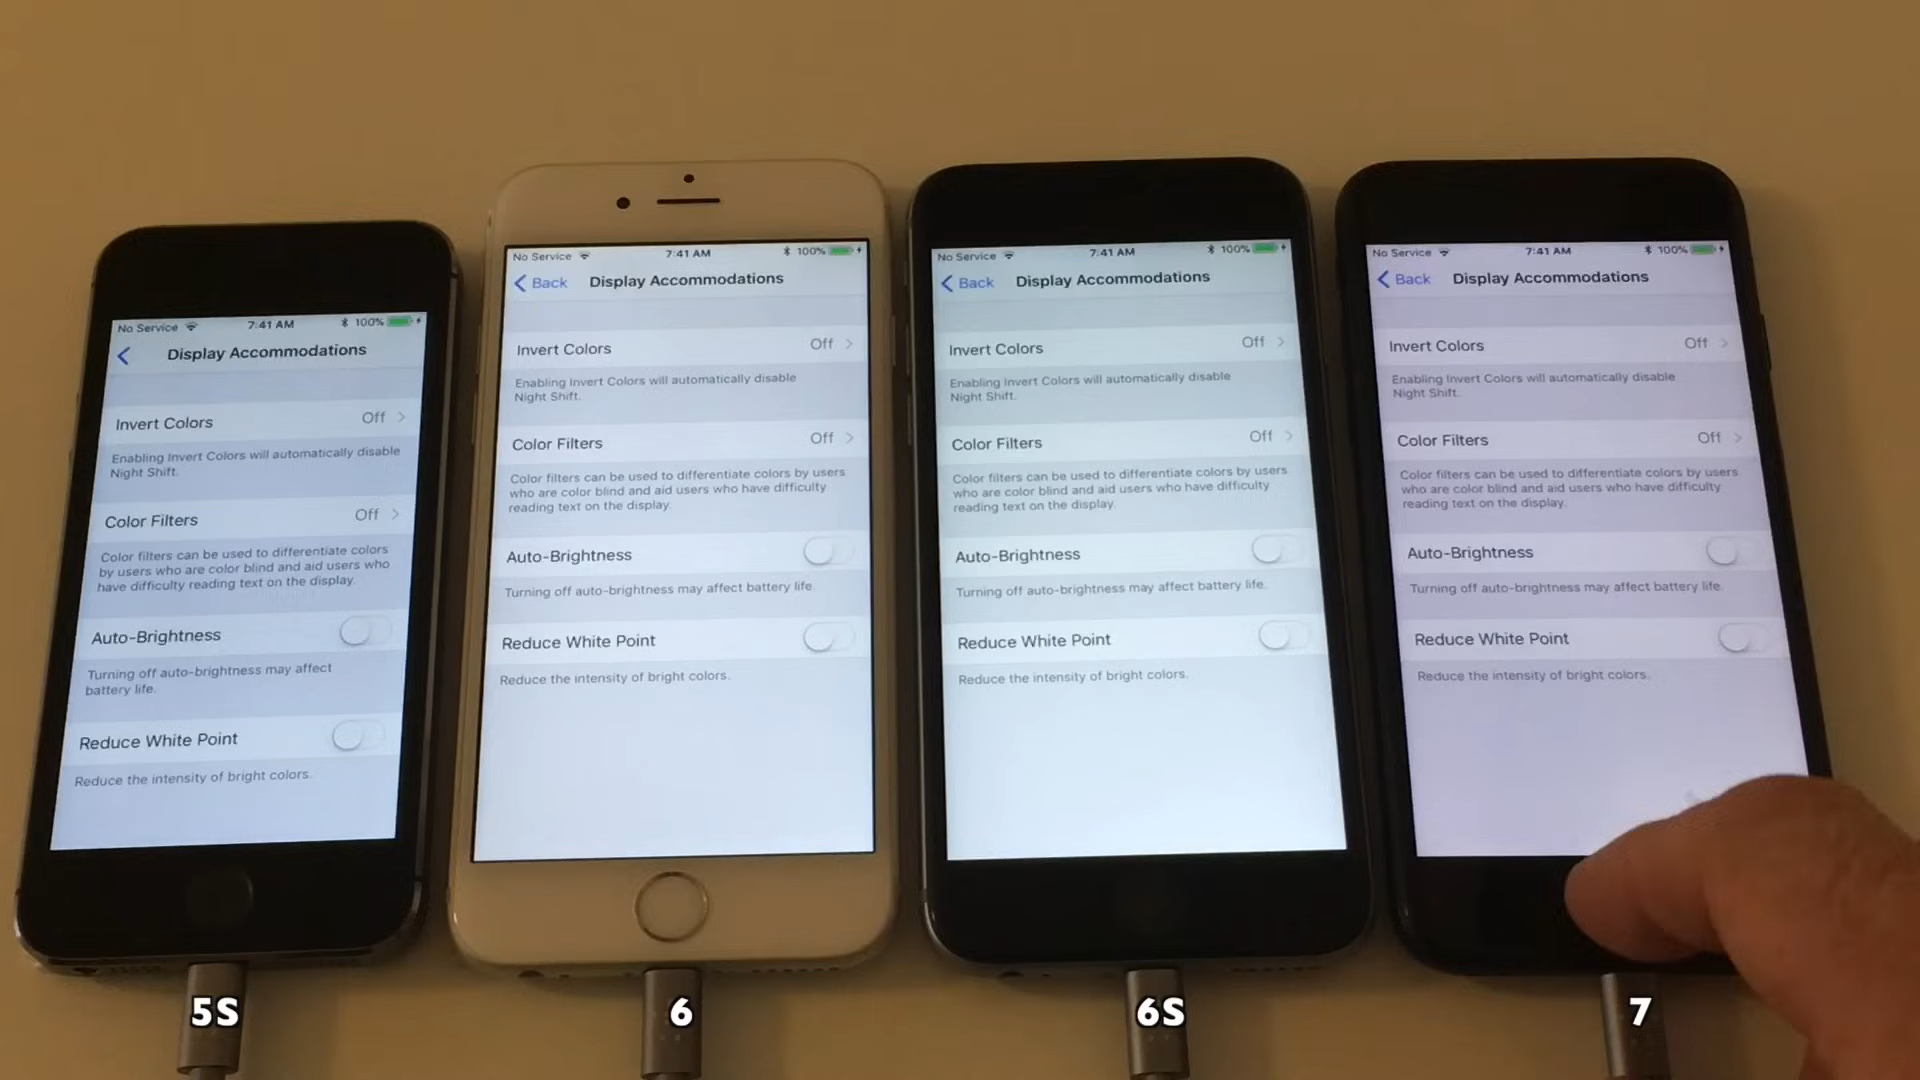 No Service 7:41 AM 100%
Display Accommodations
Invert Colors Off
Enabling Invert Colors will automatically disable
Night Shift.
Color Filters Off
Color filters can be used to differentiate colors
by users who are color blind and aid users who
have difficulty reading text on the display.
Auto-Brightness
Turning off auto-brightness may affect
battery life.
Reduce White Point
Reduce the intensity of bright colors.
5S
No Service 7:41 AM 100%
Back Display Accommodations
Invert Colors Off
Enabling Invert Colors will automatically disable
Night Shift.
Color Filters Off
Color filters can be used to differentiate colors by users
who are color blind and aid users who have difficulty
reading text on the display.
Auto-Brightness
Turning off auto-brightness may affect battery life.
Reduce White Point
Reduce the intensity of bright colors.
6
No Service 7:41 AM 100%
Back Display Accommodations
Invert Colors Off
Enabling Invert Colors will automatically disable
Night Shift.
Color Filters Off
Color filters can be used to differentiate colors by users
who are color blind and aid users who have difficulty
reading text on the display.
Auto-Brightness
Turning off auto-brightness may affect battery life.
Reduce White Point
Reduce the intensity of bright colors.
6S
No Service 7:41 AM 100%
Back Display Accommodations
Invert Colors Off
Enabling Invert Colors will automatically disable
Night Shift.
Color Filters Off
Color filters can be used to differentiate colors by users
who are color blind and aid users who have difficulty
reading text on the display.
Auto-Brightness
Turning off auto-brightness may affect battery life.
Reduce White Point
Reduce the intensity of bright colors.
7